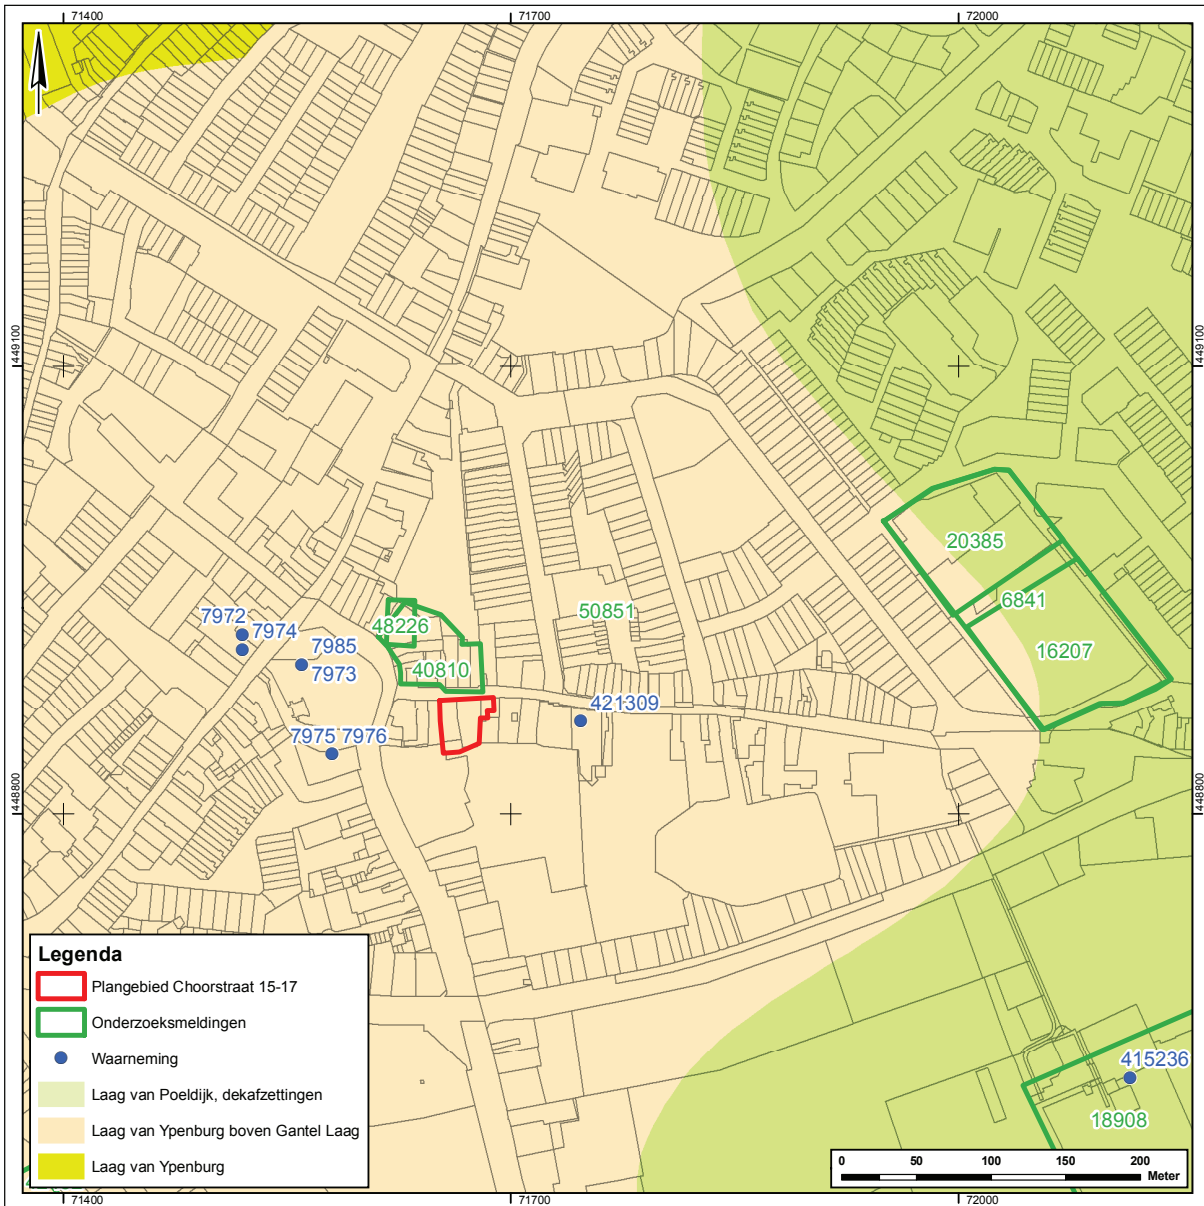 71400
71700
72000
449100
449100
20385
6841
16207
50851
48226
40810
7972
7974
7985
7973
421309
7975 7976
448800
448800
415236
18908
Legenda
Plangebied Choorstraat 15-17
Onderzoeksmeldingen
Waarneming
Laag van Poeldijk, dekafzettingen
Laag van Ypenburg boven Gantel Laag
Laag van Ypenburg
0 50 100 150 200
Meter
71400
71700
72000